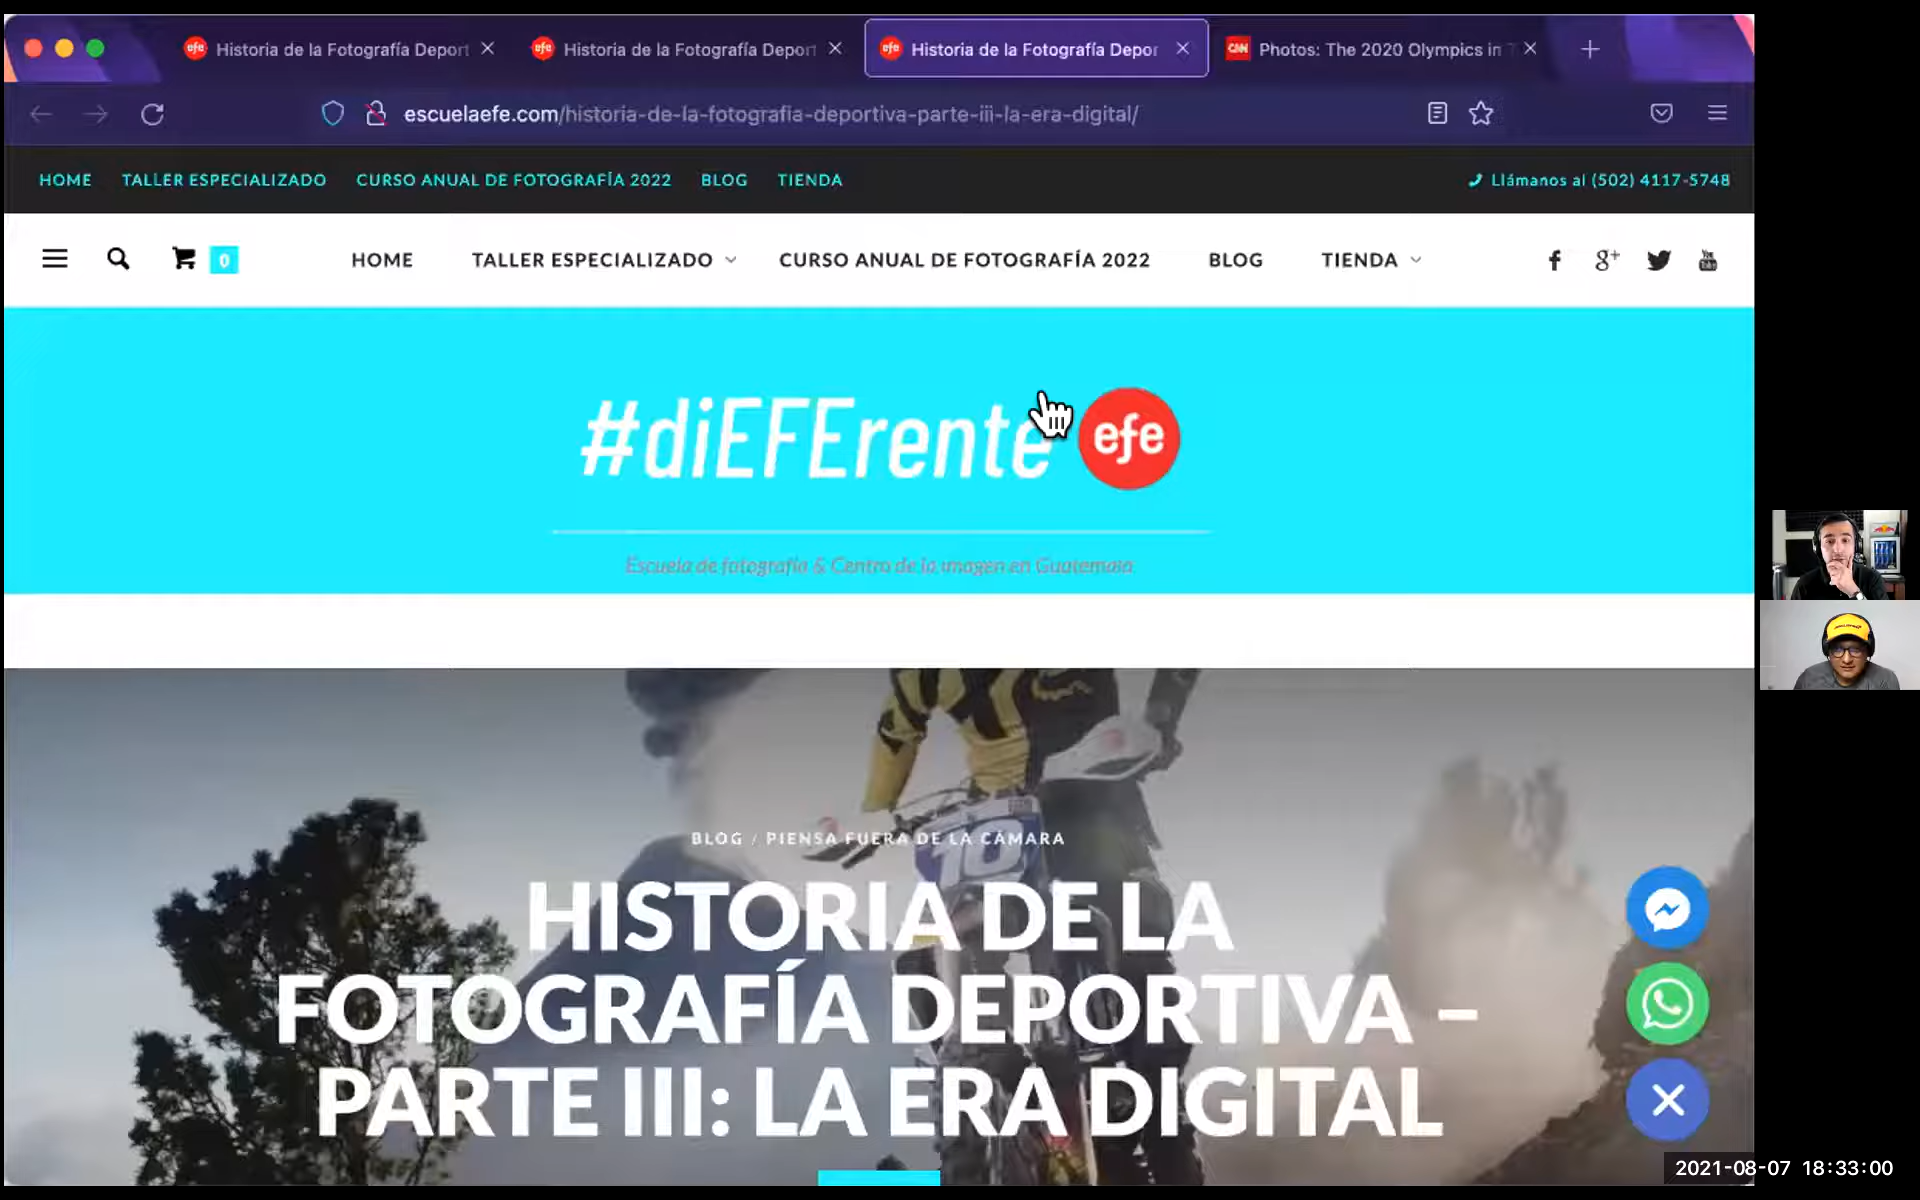 Historia de la Fotografía Deport
Historia de la Fotografía Depor
Historia de la Fotografía Depor
CNN Photos: The 2020 Olympics in T
escuelaefe.com/historia-de-la-fotografia-deportiva-parte-iii-la-era-digital/
HOME TALLER ESPECIALIZADO CURSO ANUAL DE FOTOGRAFÍA 2022 BLOG TIENDA Llámanos al (502) 4117-5748
0 HOME TALLER ESPECIALIZADO CURSO ANUAL DE FOTOGRAFÍA 2022 BLOG TIENDA
#diEFErente efe
Escuela de fotografía & Centro de la imagen en Guatemala
BLOG / PIENSA FUERA DE LA CÁMARA
HISTORIA DE LA
FOTOGRAFÍA DEPORTIVA –
PARTE III: LA ERA DIGITAL
10
2021-08-07 18:33:00